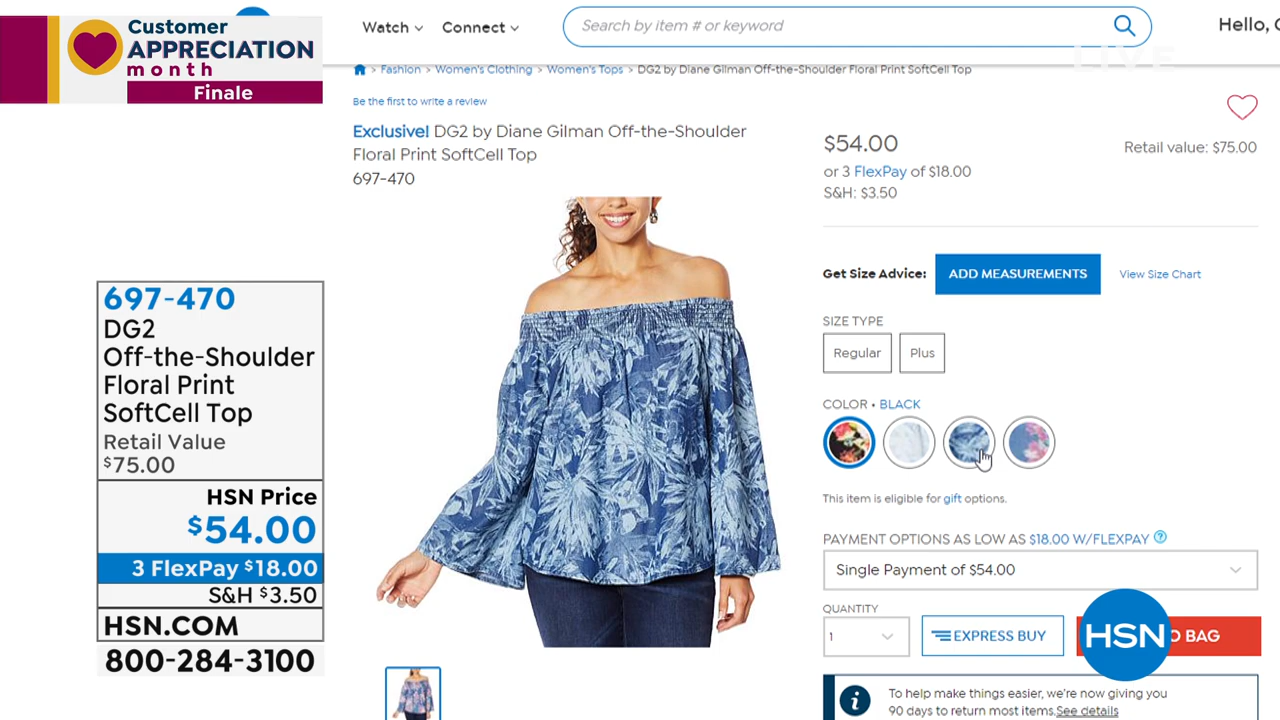 Customer
APPRECIATION
month
Finale
Watch
Connect
Search by item # or keyword
Hello,
LIVE
Fashion > Women's Clothing > Women's Tops > DG2 by Diane Gilman Off-the-Shoulder Floral Print SoftCell Top
Be the first to write a review
Exclusive! DG2 by Diane Gilman Off-the-Shoulder
Floral Print SoftCell Top
697-470
$54.00
Retail value: $75.00
or 3 FlexPay of $18.00
S&H: $3.50
Get Size Advice:
ADD MEASUREMENTS
View Size Chart
SIZE TYPE
Regular
Plus
COLOR • BLACK
This item is eligible for gift options.
PAYMENT OPTIONS AS LOW AS $18.00 W/FLEXPAY ?
Single Payment of $54.00
QUANTITY
1
EXPRESS BUY
HSN
O BAG
i
To help make things easier, we're now giving you
90 days to return most items. See details
697-470
DG2
Off-the-Shoulder
Floral Print
SoftCell Top
Retail Value
$75.00
HSN Price
$54.00
3 FlexPay $18.00
S&H $3.50
HSN.COM
800-284-3100